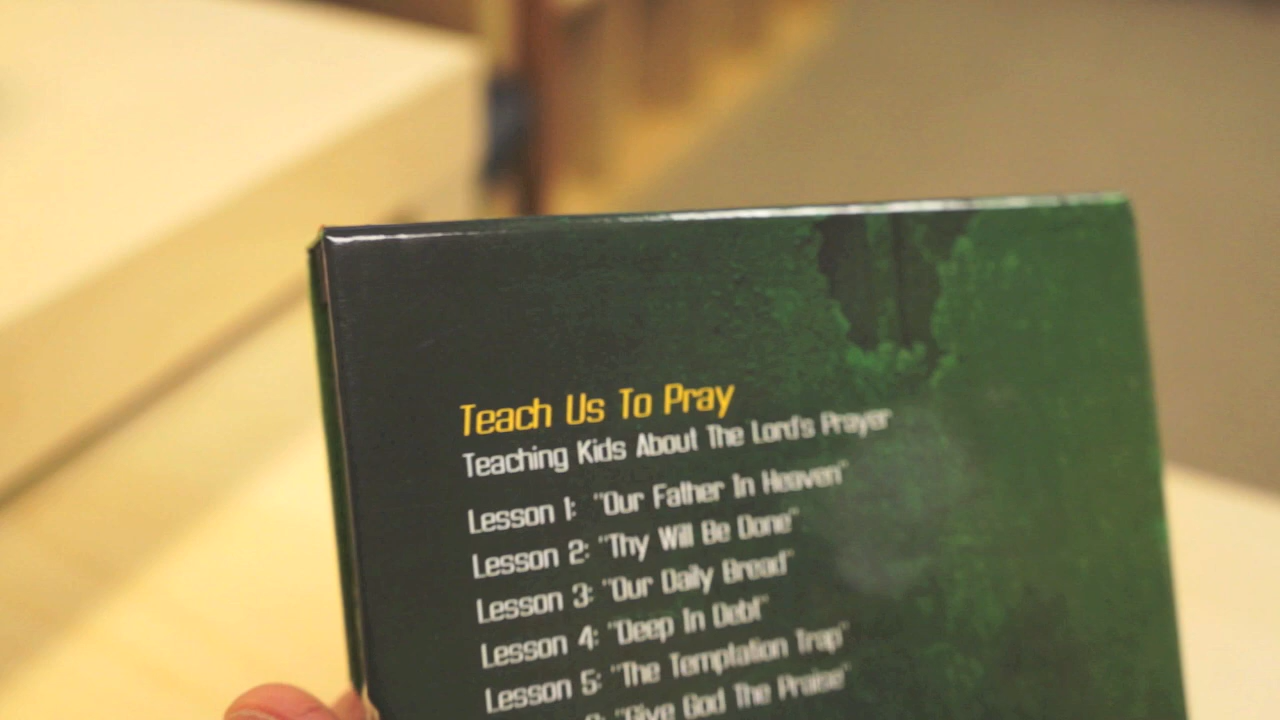 Teach Us To Pray
Teaching Kids About The Lord's Prayer
Lesson 1: "Our Father In Heaven"
Lesson 2: "Thy Will Be Done"
Lesson 3: "Our Daily Bread"
Lesson 4: "Deep In Debt"
Lesson 5: "The Temptation Trap"
"Give God The Praise"